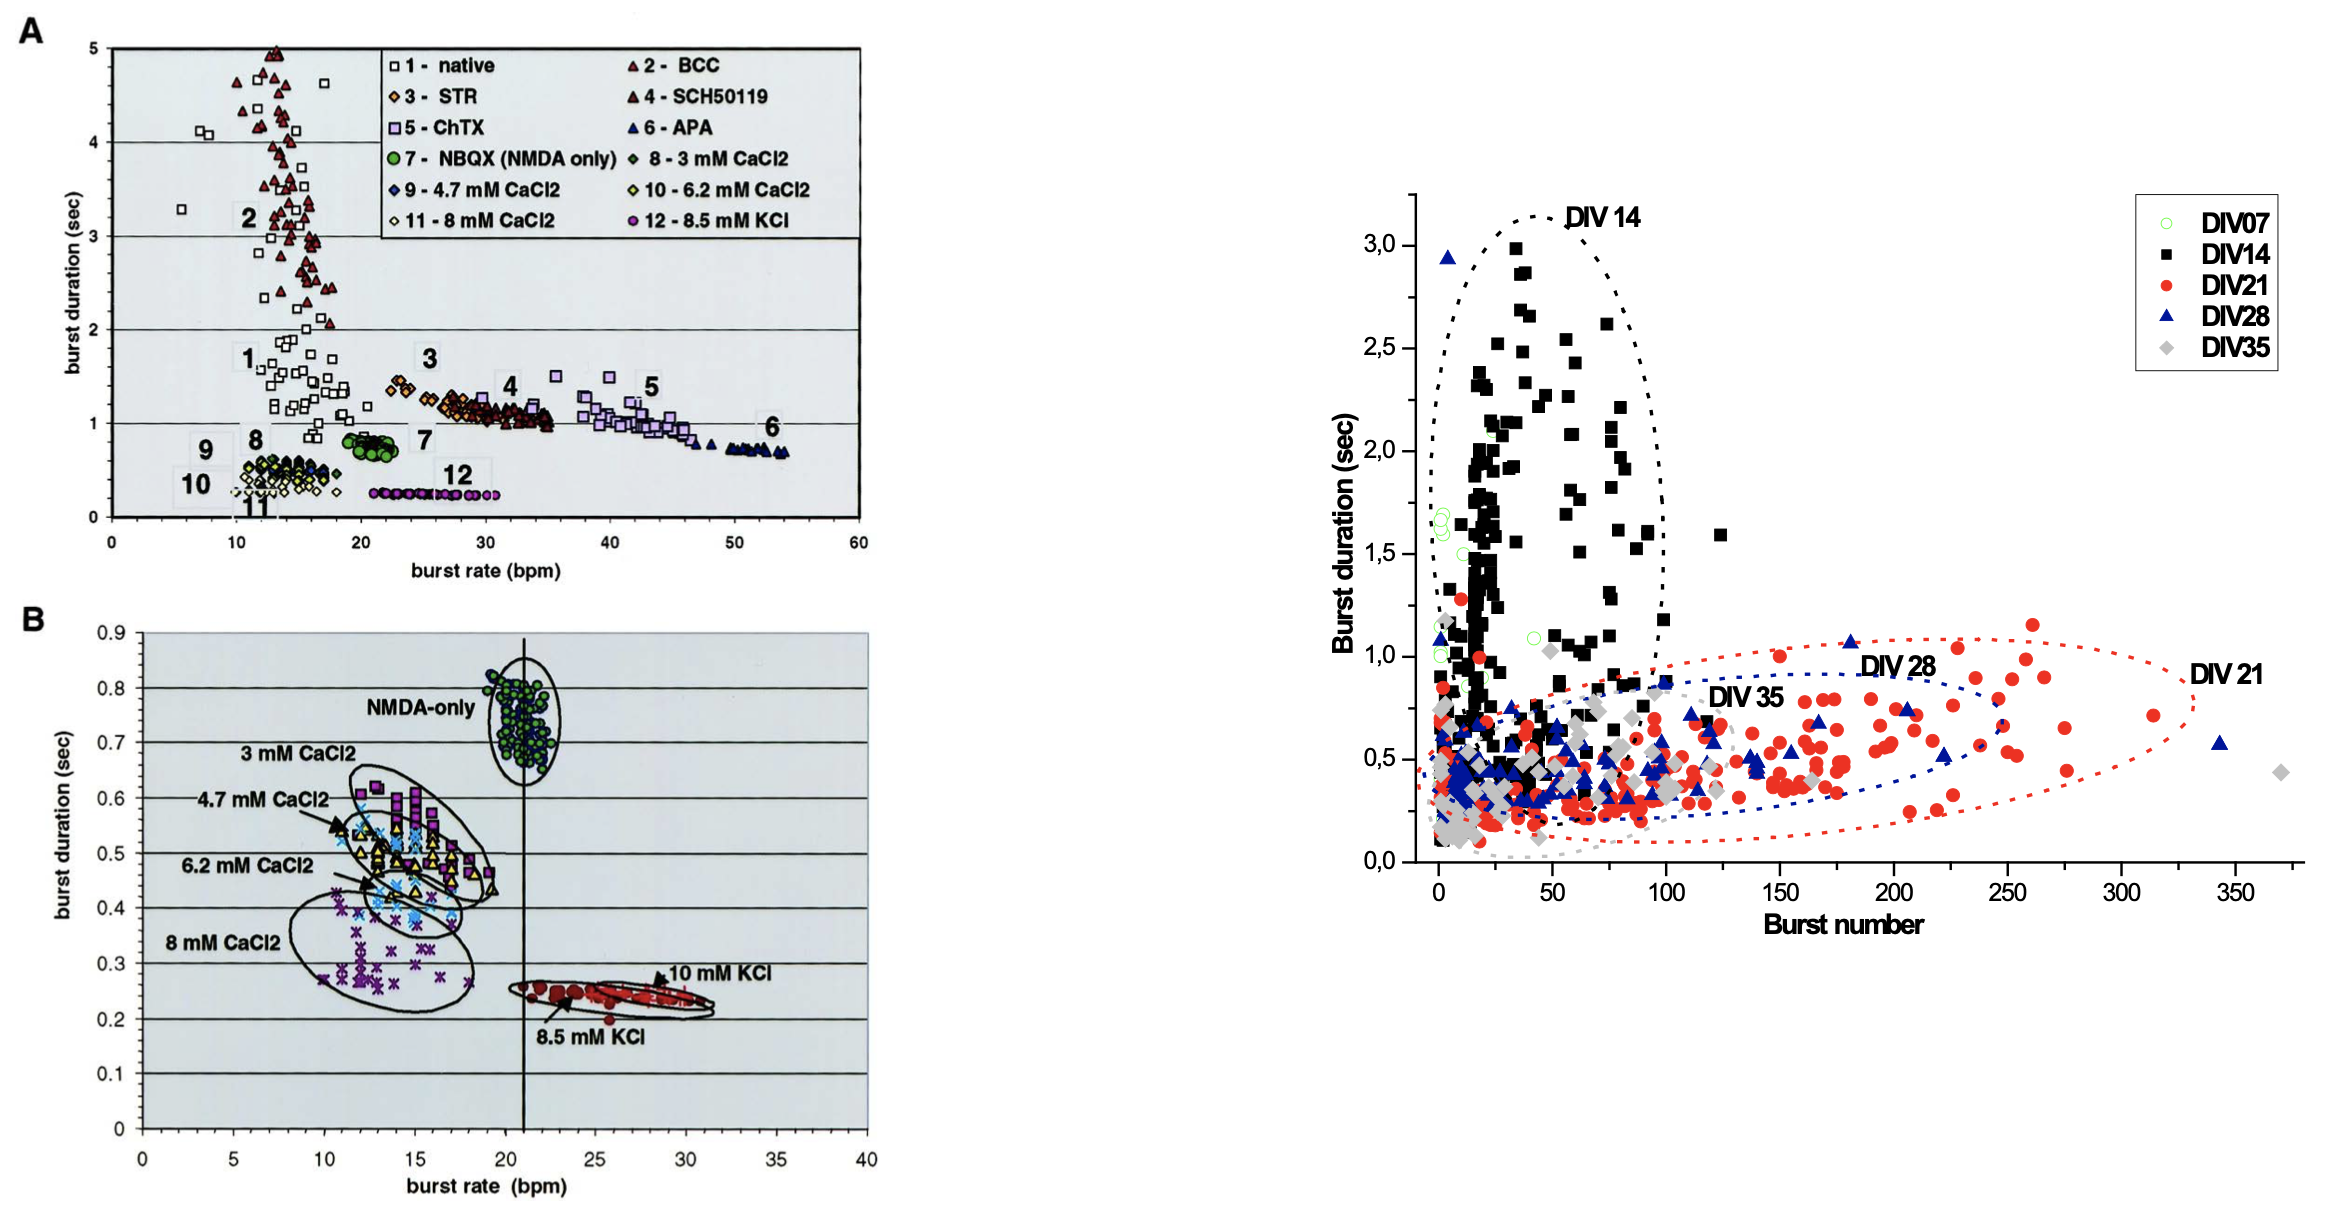 A
5
4
3
2
1
0
burst duration (sec)
0 10 20 30 40 50 60
burst rate (bpm)
1 - native
2 - BCC
3 - STR
4 - SCH50119
5 - ChTX
6 - APA
7 - NBQX (NMDA only)
8 - 3 mM CaCl2
9 - 4.7 mM CaCl2
10 - 6.2 mM CaCl2
11 - 8 mM CaCl2
12 - 8.5 mM KCl
2
1
3
4
5
6
7
8
9
10
11
12
B
0.9
0.8
0.7
0.6
0.5
0.4
0.3
0.2
0.1
0
burst duration (sec)
0 5 10 15 20 25 30 35 40
burst rate (bpm)
NMDA-only
3 mM CaCl2
4.7 mM CaCl2
6.2 mM CaCl2
8 mM CaCl2
10 mM KCl
8.5 mM KCl
3,0
2,5
2,0
1,5
1,0
0,5
0,0
Burst duration (sec)
0 50 100 150 200 250 300 350
Burst number
DIV 14
DIV 28
DIV 21
DIV 35
DIV07
DIV14
DIV21
DIV28
DIV35